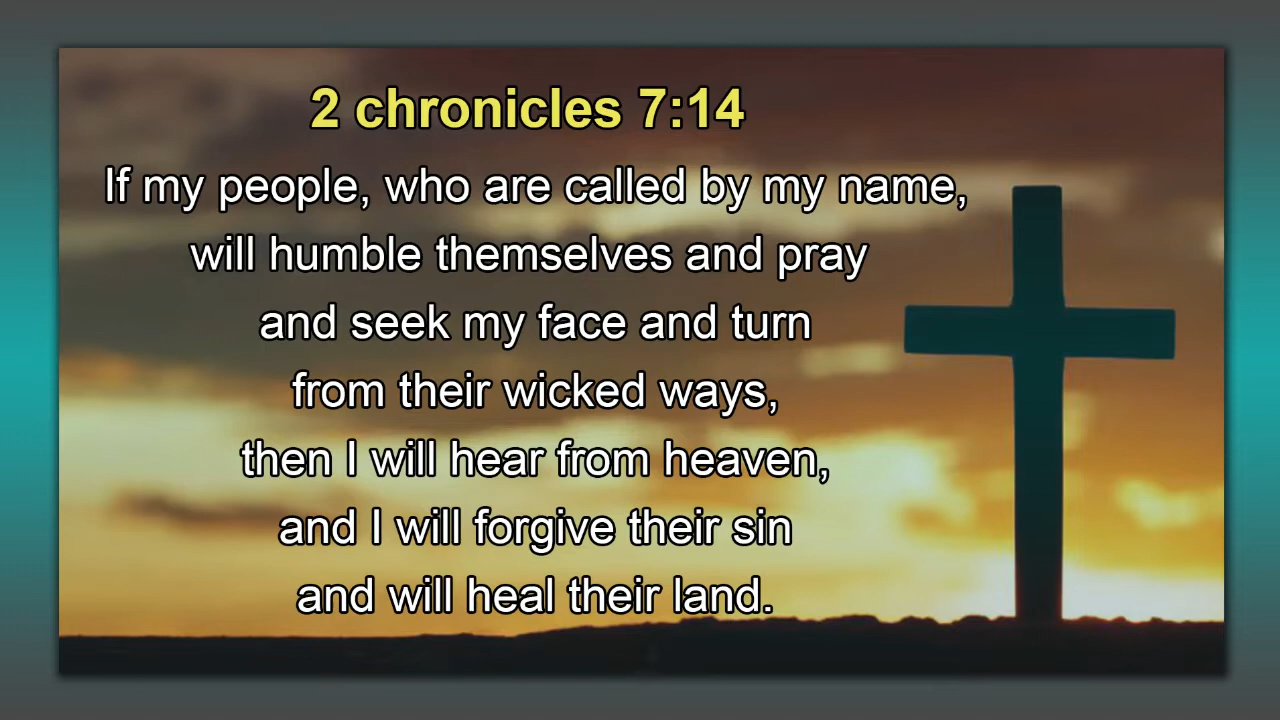 2 chronicles 7:14
If my people, who are called by my name,
will humble themselves and pray
and seek my face and turn
from their wicked ways,
then I will hear from heaven,
and I will forgive their sin
and will heal their land.